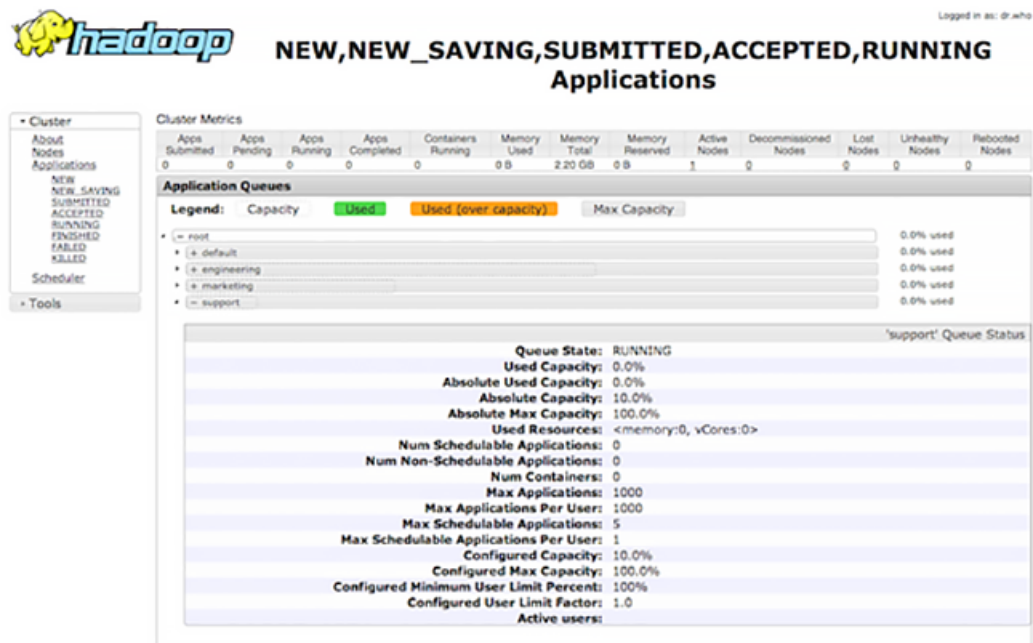 Logged in as: dr.who
hadoop
NEW,NEW_SAVING,SUBMITTED,ACCEPTED,RUNNING
Applications
Cluster
About
Nodes
Applications
NEW
NEW_SAVING
SUBMITTED
ACCEPTED
RUNNING
FINISHED
FAILED
KILLED
Scheduler
Tools
Cluster Metrics
Apps Submitted Apps Pending Apps Running Apps Completed Containers Running Memory Used Memory Total Memory Reserved Active Nodes Decommissioned Nodes Lost Nodes Unhealthy Nodes Rebooted Nodes
0 0 0 0 0 0 B 2.20 GB 0 B 1 0 0 0 0
Application Queues
Legend: Capacity Used Used (over capacity) Max Capacity
- root 0.0% used
+ default 0.0% used
+ engineering 0.0% used
+ marketing 0.0% used
- support 0.0% used
'support' Queue Status
Queue State: RUNNING
Used Capacity: 0.0%
Absolute Used Capacity: 0.0%
Absolute Capacity: 10.0%
Absolute Max Capacity: 100.0%
Used Resources: <memory:0, vCores:0>
Num Schedulable Applications: 0
Num Non-Schedulable Applications: 0
Num Containers: 0
Max Applications: 1000
Max Applications Per User: 1000
Max Schedulable Applications: 5
Max Schedulable Applications Per User: 1
Configured Capacity: 10.0%
Configured Max Capacity: 100.0%
Configured Minimum User Limit Percent: 100%
Configured User Limit Factor: 1.0
Active users: